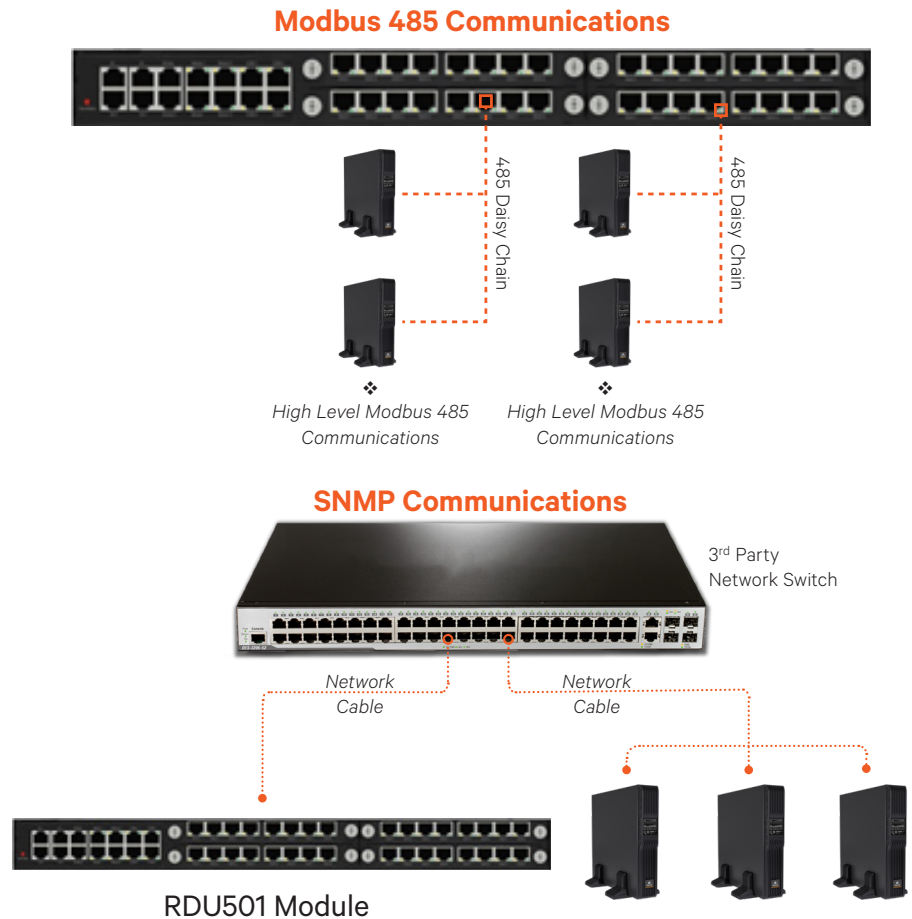 Modbus 485 Communications
485 Daisy Chain
485 Daisy Chain
High Level Modbus 485
Communications
High Level Modbus 485
Communications
SNMP Communications
3rd Party
Network Switch
Network
Cable
Network
Cable
RDU501 Module